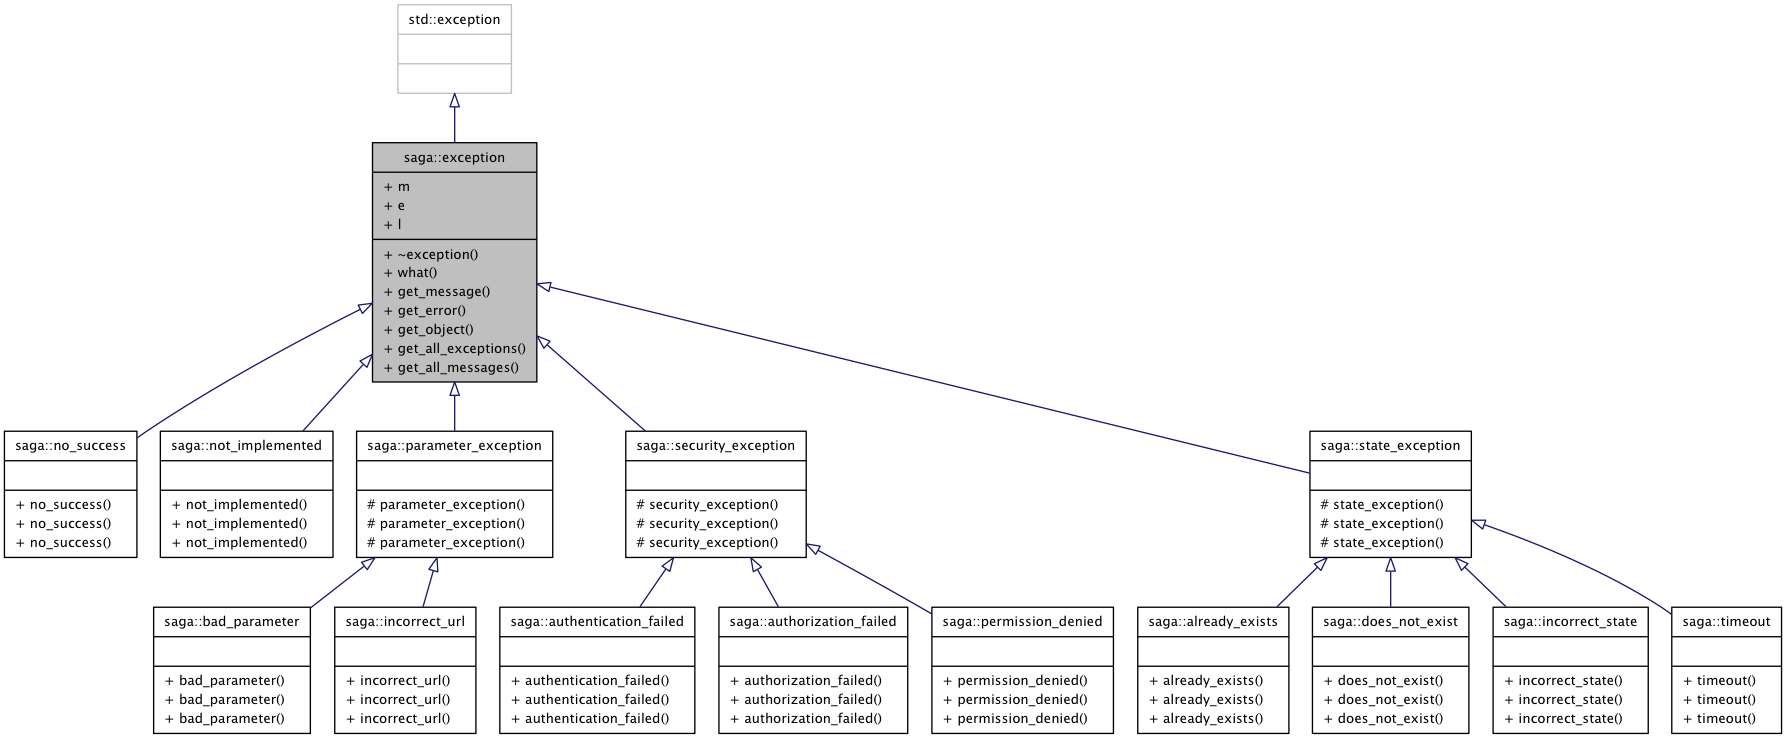 std::exception
saga::exception
+ m
+ e
+ l
+ ~exception()
+ what()
+ get_message()
+ get_error()
+ get_object()
+ get_all_exceptions()
+ get_all_messages()
saga::no_success
+ no_success()
+ no_success()
+ no_success()
saga::not_implemented
+ not_implemented()
+ not_implemented()
+ not_implemented()
saga::parameter_exception
# parameter_exception()
# parameter_exception()
# parameter_exception()
saga::security_exception
# security_exception()
# security_exception()
# security_exception()
saga::state_exception
# state_exception()
# state_exception()
# state_exception()
saga::bad_parameter
+ bad_parameter()
+ bad_parameter()
+ bad_parameter()
saga::incorrect_url
+ incorrect_url()
+ incorrect_url()
+ incorrect_url()
saga::authentication_failed
+ authentication_failed()
+ authentication_failed()
+ authentication_failed()
saga::authorization_failed
+ authorization_failed()
+ authorization_failed()
+ authorization_failed()
saga::permission_denied
+ permission_denied()
+ permission_denied()
+ permission_denied()
saga::already_exists
+ already_exists()
+ already_exists()
+ already_exists()
saga::does_not_exist
+ does_not_exist()
+ does_not_exist()
+ does_not_exist()
saga::incorrect_state
+ incorrect_state()
+ incorrect_state()
+ incorrect_state()
saga::timeout
+ timeout()
+ timeout()
+ timeout()